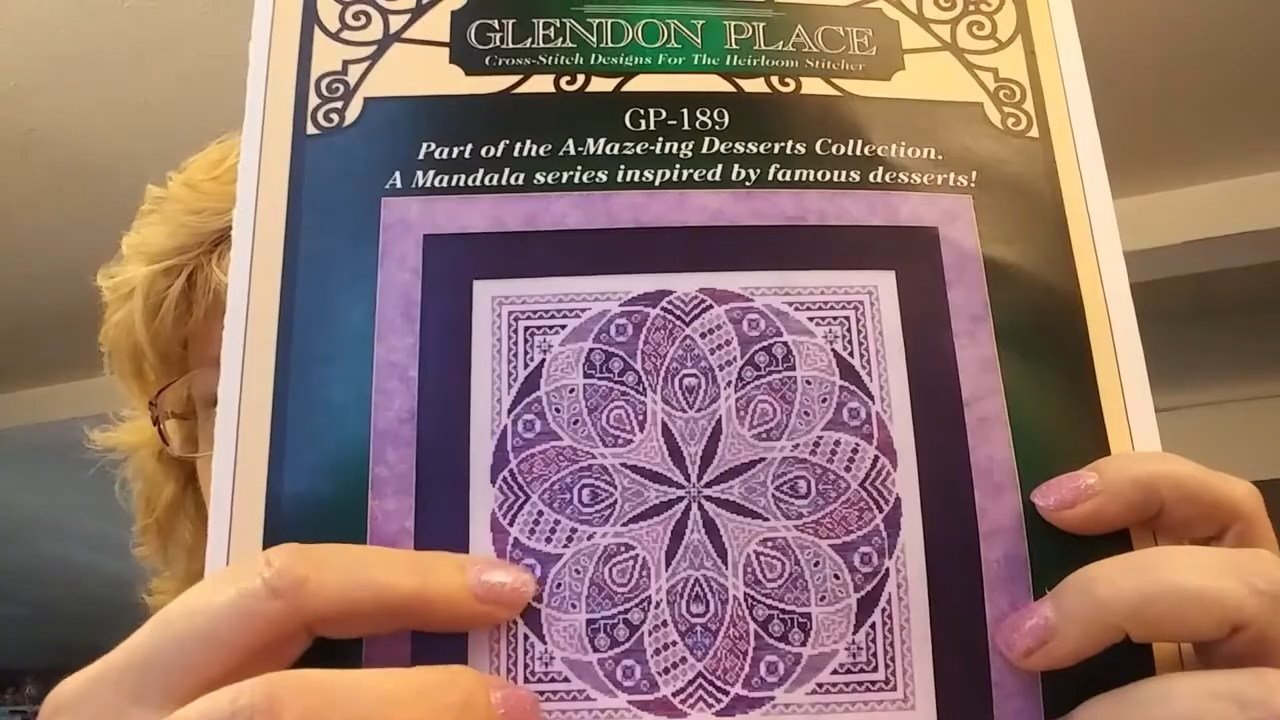 GLENDON PLACE
Cross-Stitch Designs For The Heirloom Stitcher
GP-189
Part of the A-Maze-ing Desserts Collection.
A Mandala series inspired by famous desserts!